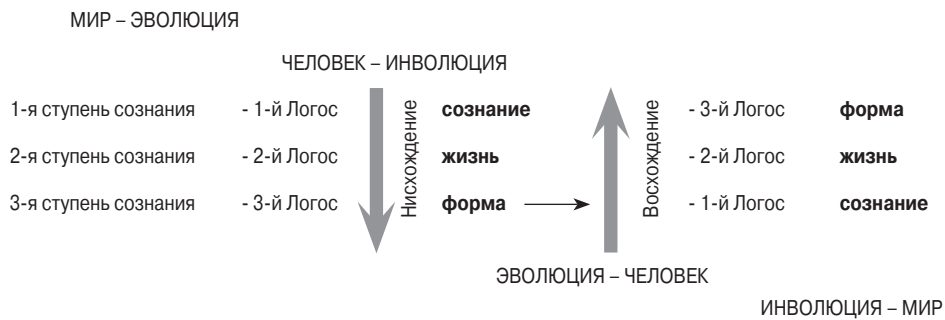 МИР – ЭВОЛЮЦИЯ
ЧЕЛОВЕК – ИНВОЛЮЦИЯ
1-я ступень сознания - 1-й Логос сознание - 3-й Логос форма
2-я ступень сознания - 2-й Логос жизнь - 2-й Логос жизнь
3-я ступень сознания - 3-й Логос форма - 1-й Логос сознание
Нисхождение
Восхождение
ЭВОЛЮЦИЯ – ЧЕЛОВЕК
ИНВОЛЮЦИЯ – МИР